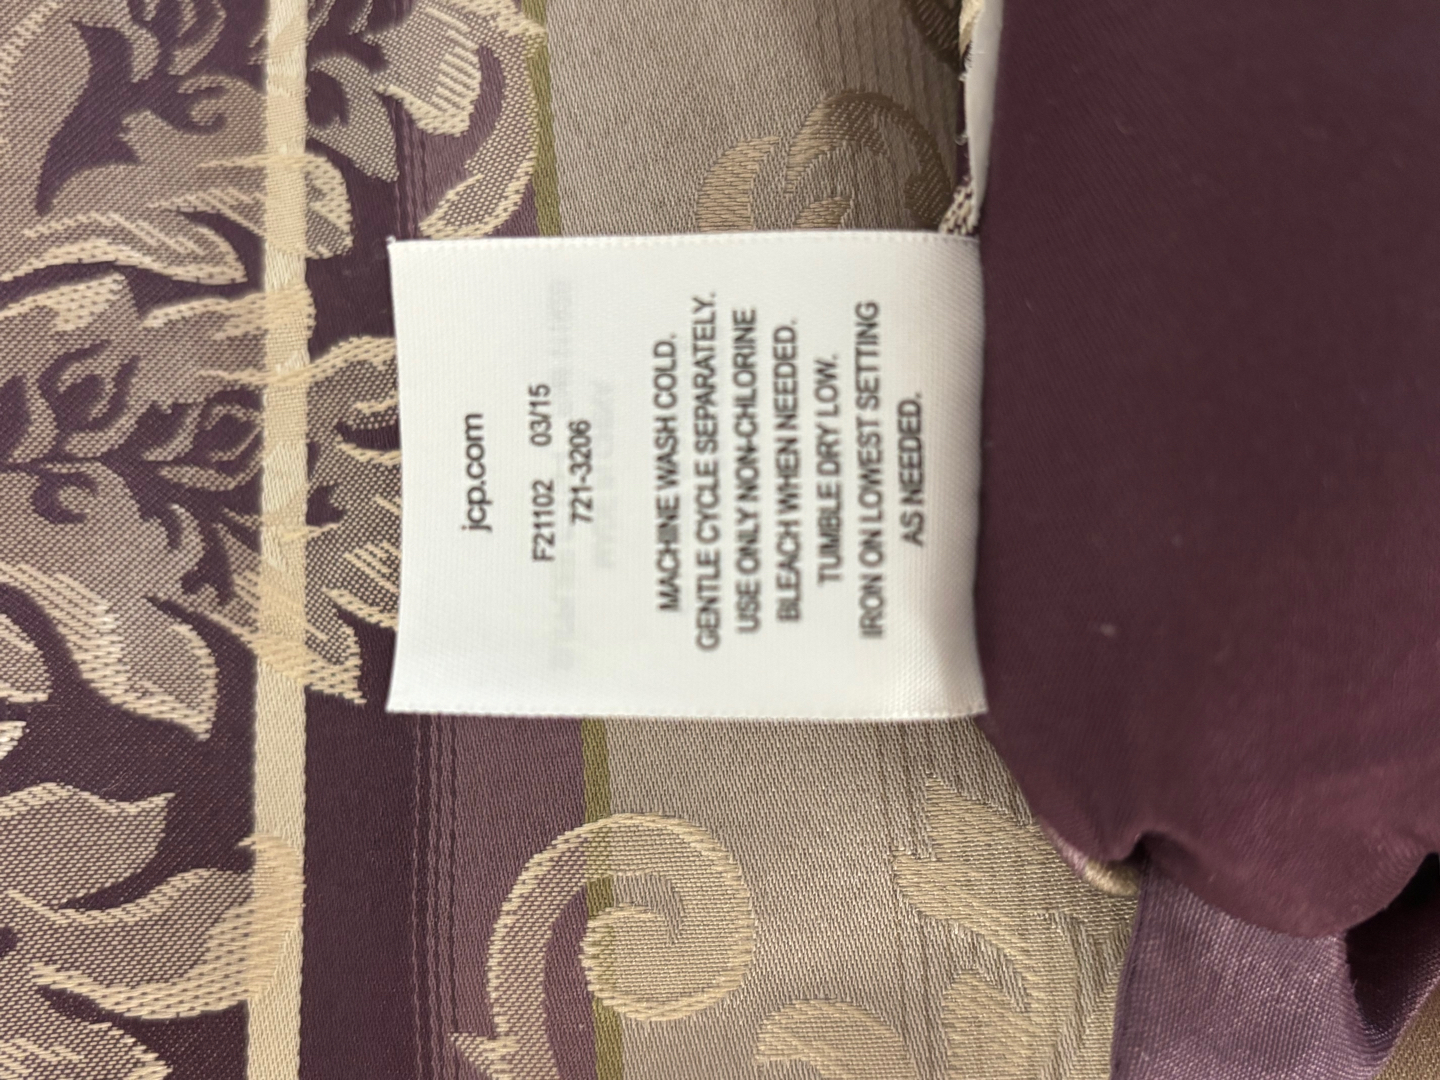 jcp.com
F21102 03/15
721-3206
MACHINE WASH COLD.
GENTLE CYCLE SEPARATELY.
USE ONLY NON-CHLORINE
BLEACH WHEN NEEDED.
TUMBLE DRY LOW.
IRON ON LOWEST SETTING
AS NEEDED.